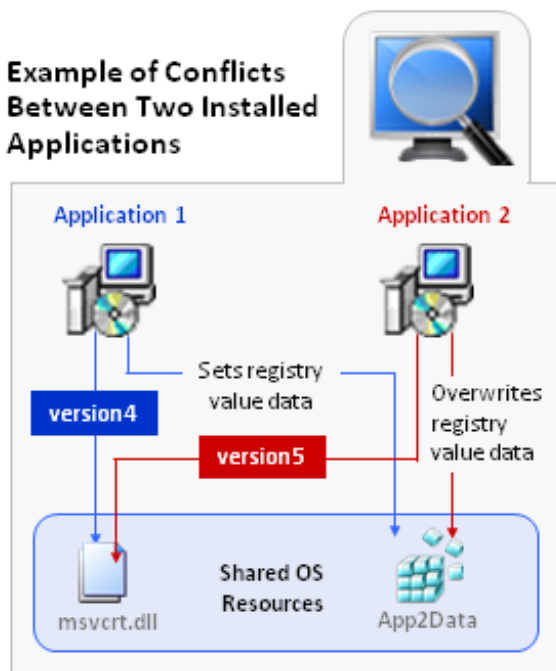 Example of Conflicts
Between Two Installed
Applications
Application 1
Application 2
Sets registry
value data
Overwrites
registry
value data
version4
version5
Shared OS
Resources
msvcrt.dll
App2Data